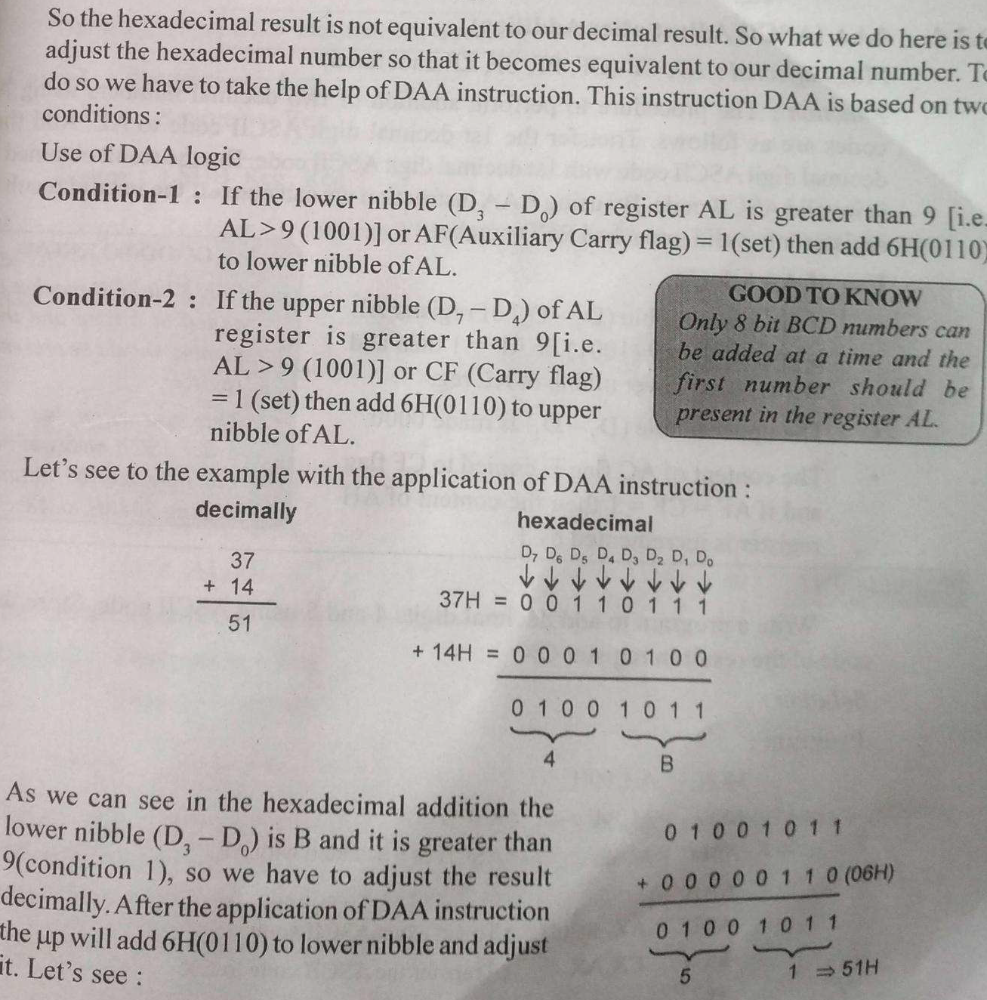 So the hexadecimal result is not equivalent to our decimal result. So what we do here is
adjust the hexadecimal number so that it becomes equivalent to our decimal number.
do so we have to take the help of DAA instruction. This instruction DAA is based on
conditions :
Use of DAA logic
Condition-1 : If the lower nibble (D₃ – D₀) of register AL is greater than 9 [i.e.
AL>9 (1001)] or AF(Auxiliary Carry flag) = 1(set) then add 6H(0110)
to lower nibble of AL.
Condition-2 : If the upper nibble (D₇ – D₄) of AL
register is greater than 9[i.e.
AL > 9 (1001)] or CF (Carry flag)
= 1 (set) then add 6H(0110) to upper
nibble of AL.
GOOD TO KNOW
Only 8 bit BCD numbers can
be added at a time and the
first number should be
present in the register AL.
Let's see to the example with the application of DAA instruction :
decimally
37
+ 14
51
hexadecimal
D₇ D₆ D₅ D₄ D₃ D₂ D₁ D₀
37H = 0 0 1 1 0 1 1 1
+ 14H = 0 0 0 1 0 1 0 0
0 1 0 0 1 0 1 1
4 B
As we can see in the hexadecimal addition the
lower nibble (D₃ – D₀) is B and it is greater than
9(condition 1), so we have to adjust the result
decimally. After the application of DAA instruction
the μp will add 6H(0110) to lower nibble and adjust
it. Let's see :
0 1 0 0 1 0 1 1
+ 0 0 0 0 0 1 1 0 (06H)
0 1 0 0 1 0 1 1
5 1 ⇒ 51H